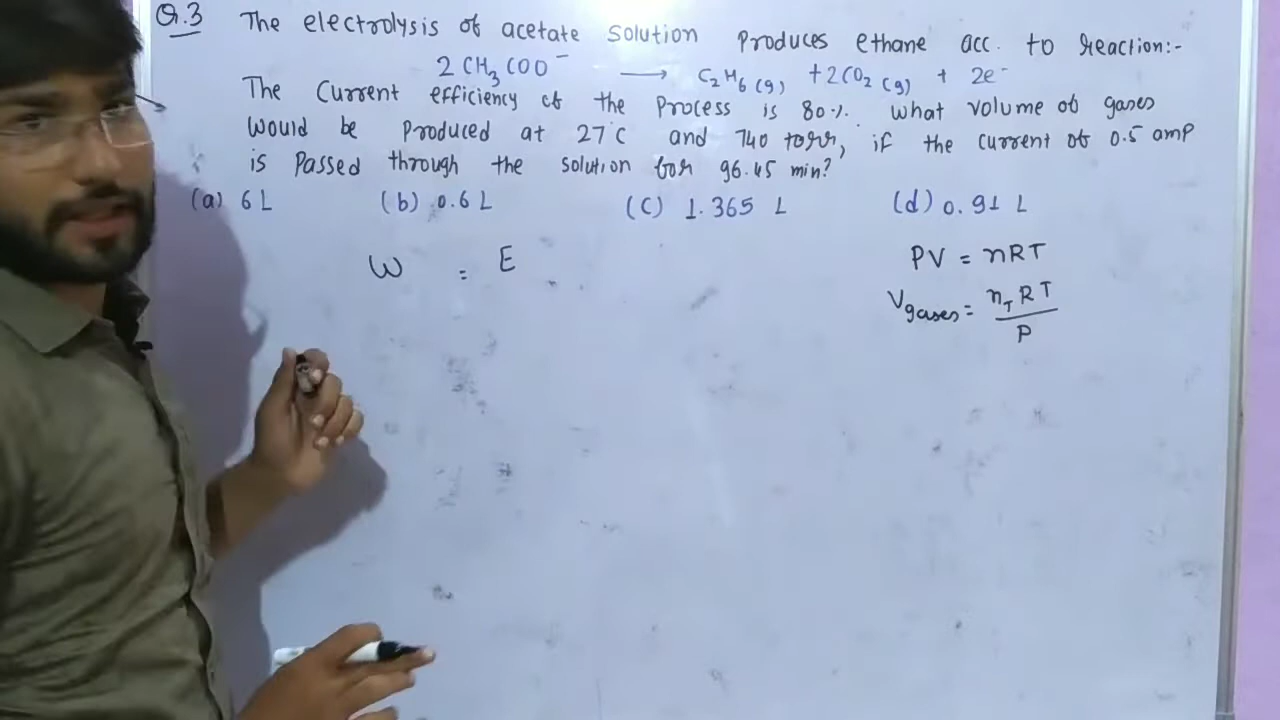 Q.3 The electrolysis of acetate solution produces ethane acc. to reaction:-
2 CH₃COO⁻ ⟶ C₂H₆(g) + 2CO₂(g) + 2e⁻
The current efficiency of the process is 80%. What volume of gases
would be produced at 27°C and 740 torr, if the current of 0.5 amp
is passed through the solution for 96.45 min?
(a) 6 L (b) 0.6 L (C) 1.365 L (d) 0.91 L
W = E
PV = nRT
Vgases = n_T RT / P